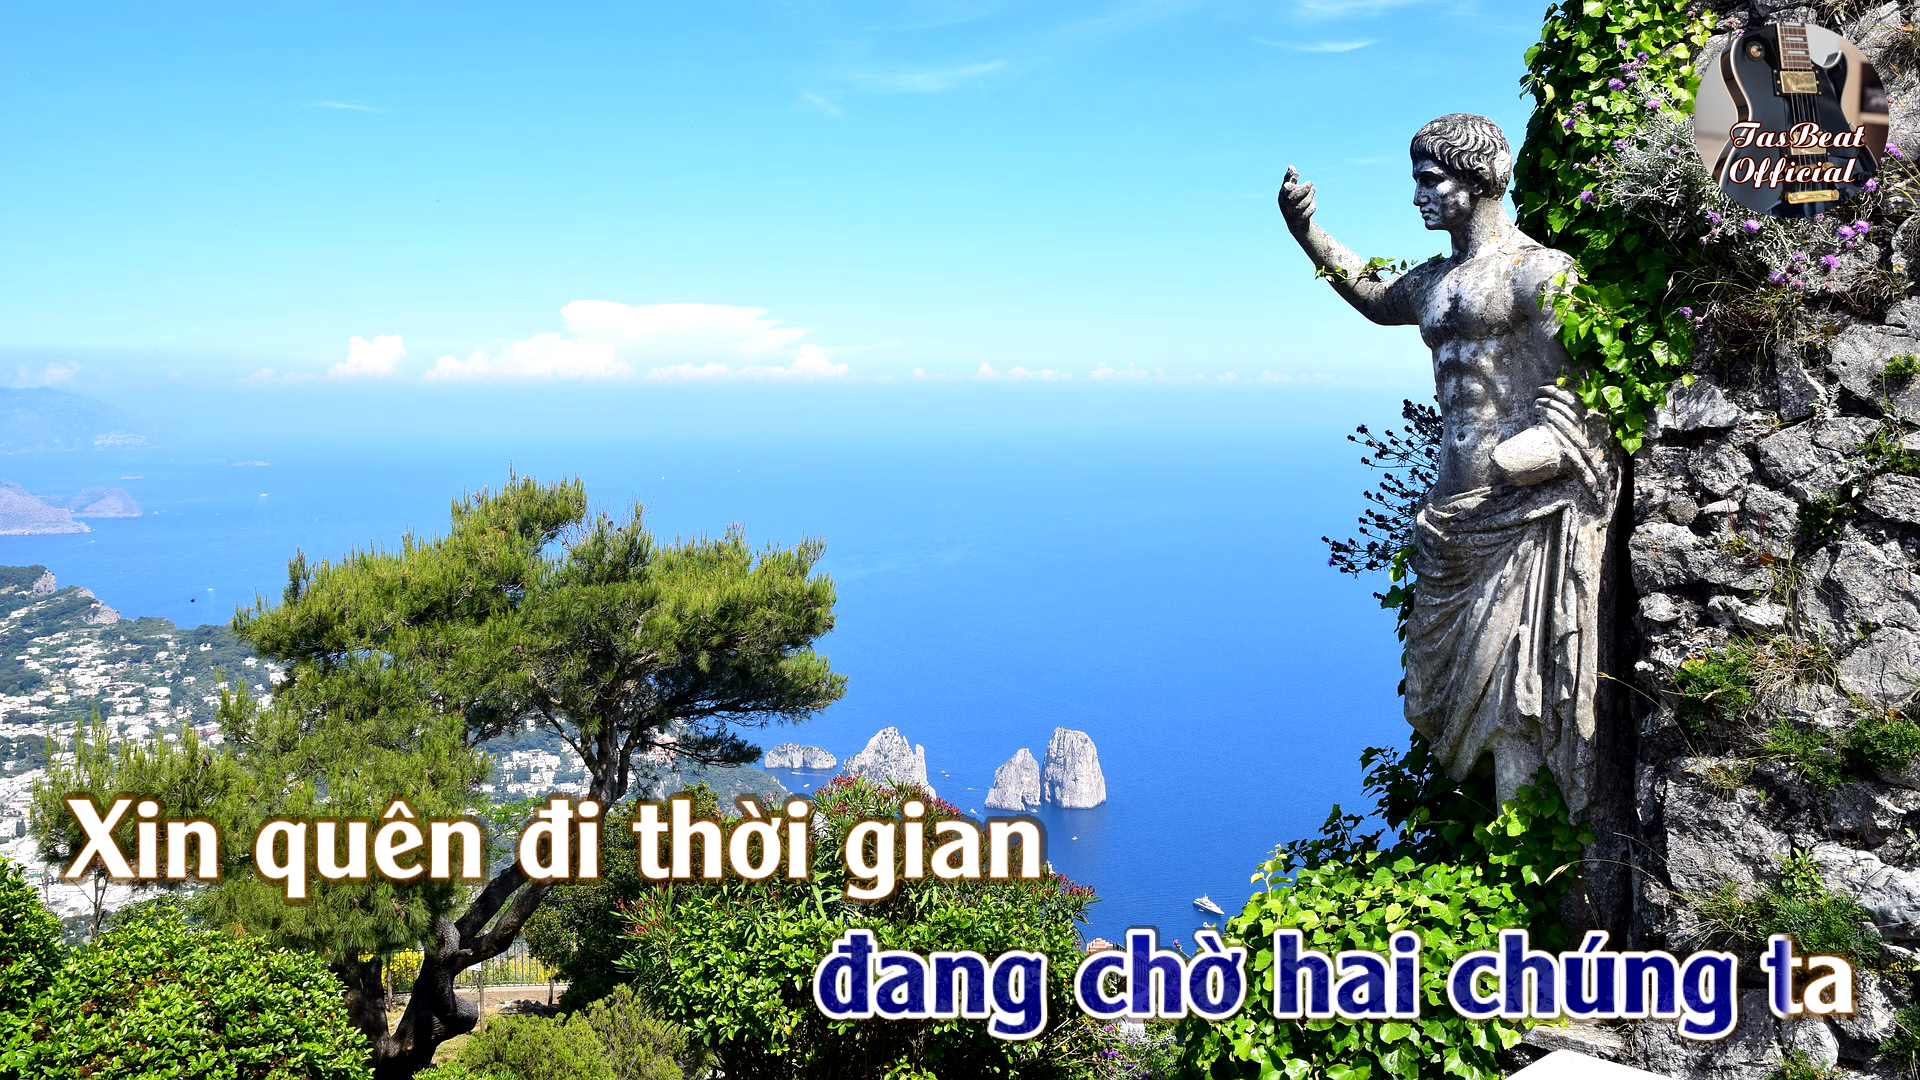 TasBeat
Official
Xin quên đi thời gian
đang chờ hai chúng ta